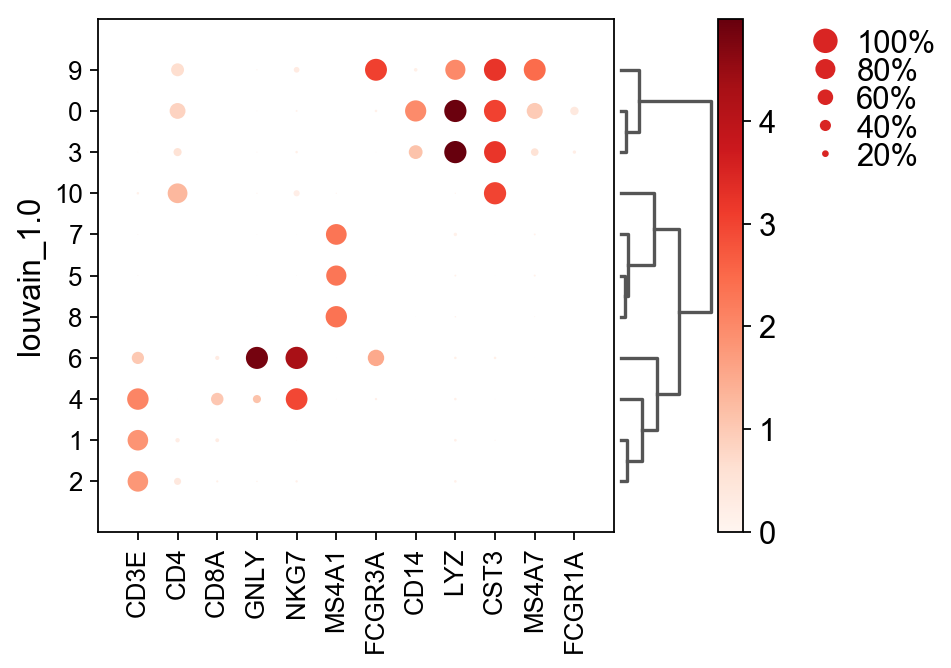 louvain_1.0
9
0
3
10
7
5
8
6
4
1
2
CD3E
CD4
CD8A
GNLY
NKG7
MS4A1
FCGR3A
CD14
LYZ
CST3
MS4A7
FCGR1A
4
3
2
1
0
100%
80%
60%
40%
20%